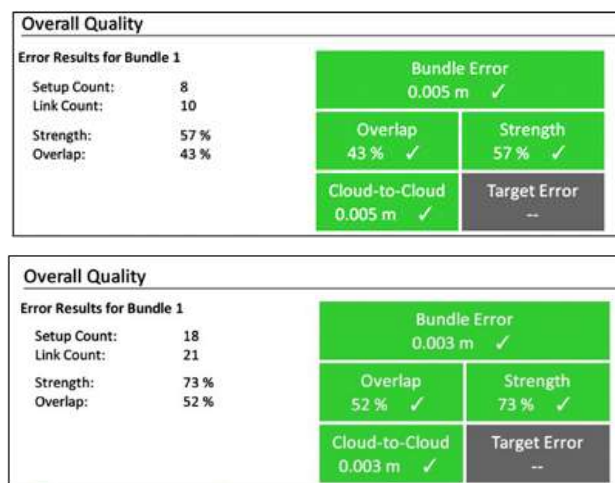 Overall Quality
Error Results for Bundle 1
Setup Count: 8
Link Count: 10
Strength: 57 %
Overlap: 43 %
Bundle Error
0.005 m ✓
Overlap Strength
43 % ✓ 57 % ✓
Cloud-to-Cloud Target Error
0.005 m ✓ --
Overall Quality
Error Results for Bundle 1
Setup Count: 18
Link Count: 21
Strength: 73 %
Overlap: 52 %
Bundle Error
0.003 m ✓
Overlap Strength
52 % ✓ 73 % ✓
Cloud-to-Cloud Target Error
0.003 m ✓ --